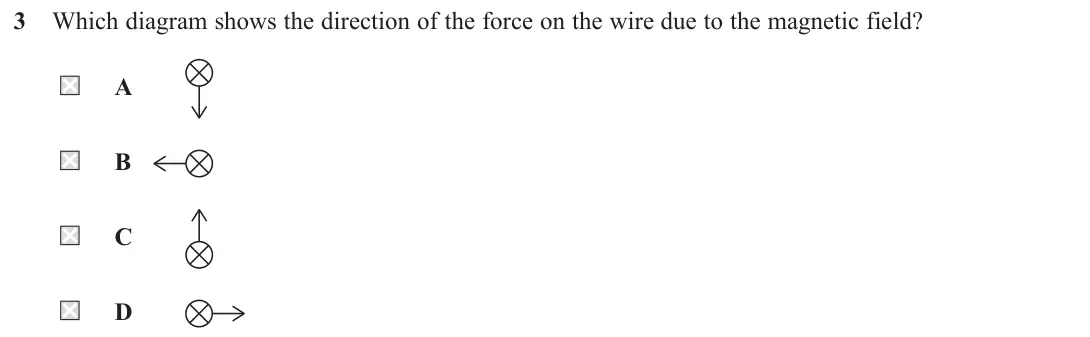 3 Which diagram shows the direction of the force on the wire due to the magnetic field?
A
B
C
D